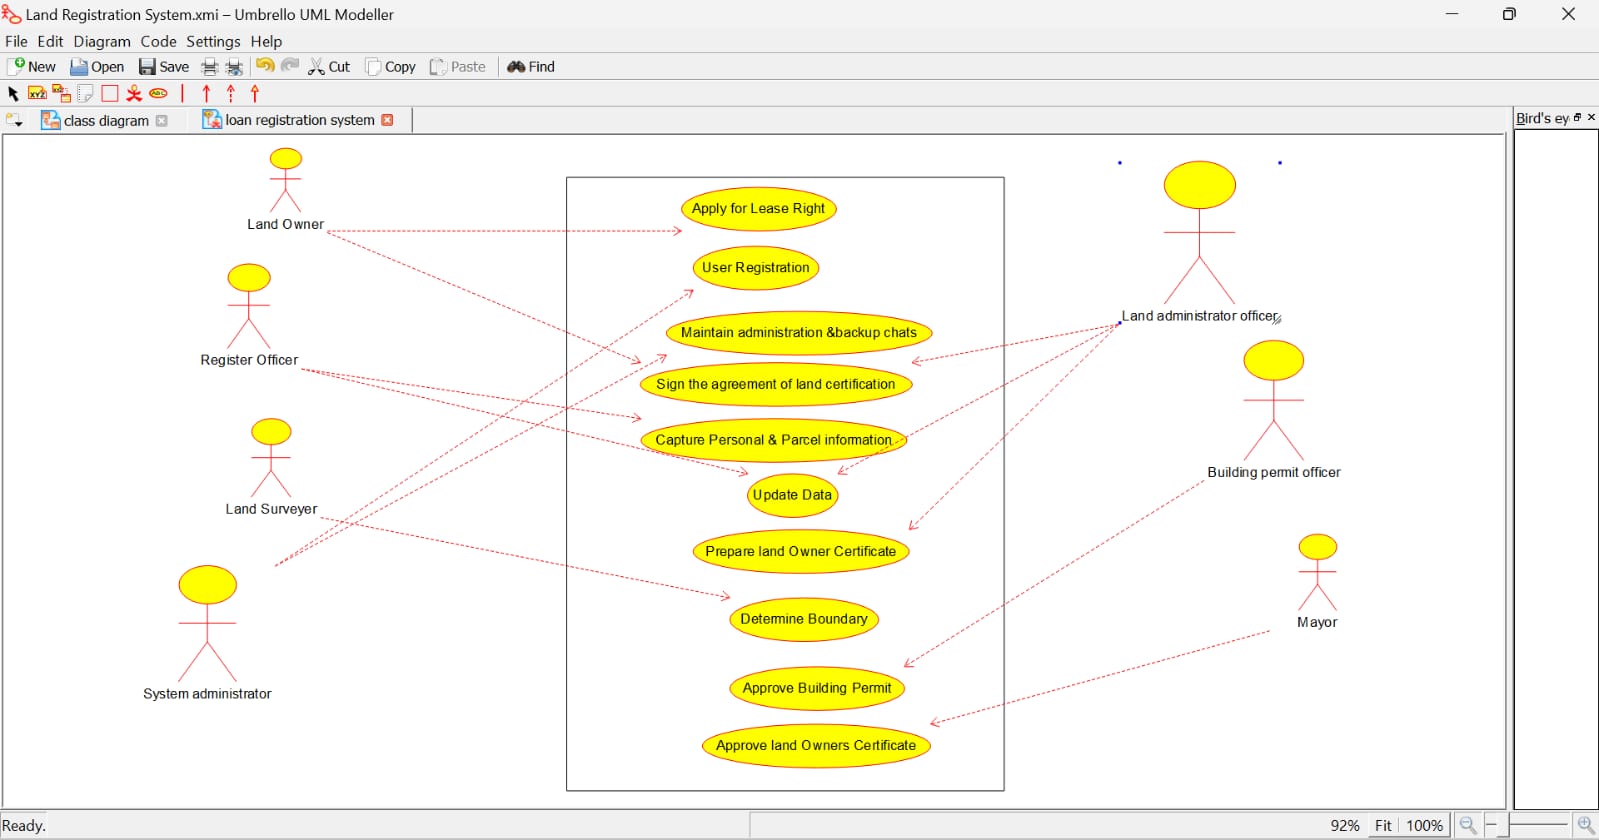 Land Registration System.xmi – Umbrello UML Modeller
File Edit Diagram Code Settings Help
New Open Save Cut Copy Paste Find
XYZ ABC
class diagram loan registration system Bird's ey
Land Owner
Register Officer
Land Surveyer
System administrator
Apply for Lease Right
User Registration
Maintain administration &backup chats
Sign the agreement of land certification
Capture Personal & Parcel information
Update Data
Prepare land Owner Certificate
Determine Boundary
Approve Building Permit
Approve land Owners Certificate
Land administrator officer
Building permit officer
Mayor
Ready. 92% Fit 100%